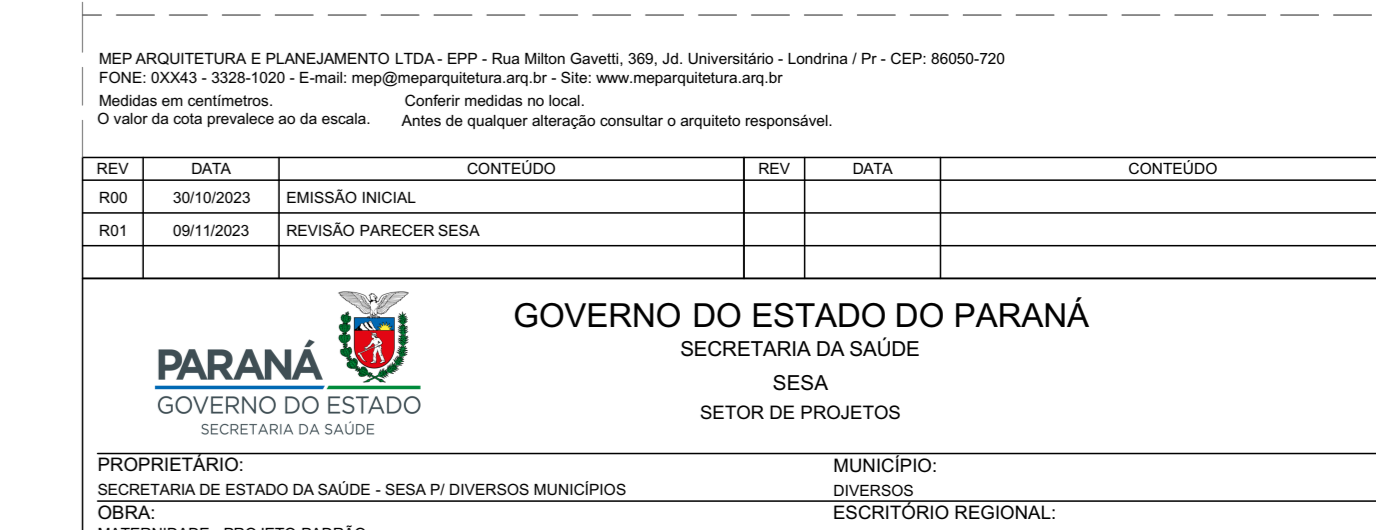 MEP ARQUITETURA E PLANEJAMENTO LTDA - EPP - Rua Milton Gavetti, 369, Jd. Universitário - Londrina / Pr - CEP: 86050-720
FONE: 0XX43 - 3328-1020 - E-mail: mep@meparquitetura.arq.br - Site: www.meparquitetura.arq.br
Medidas em centímetros. Conferir medidas no local.
O valor da cota prevalece ao da escala. Antes de qualquer alteração consultar o arquiteto responsável.
REV DATA CONTEÚDO REV DATA CONTEÚDO
R00 30/10/2023 EMISSÃO INICIAL
R01 09/11/2023 REVISÃO PARECER SESA
PARANÁ
GOVERNO DO ESTADO
SECRETARIA DA SAÚDE
GOVERNO DO ESTADO DO PARANÁ
SECRETARIA DA SAÚDE
SESA
SETOR DE PROJETOS
PROPRIETÁRIO: MUNICÍPIO:
SECRETARIA DE ESTADO DA SAÚDE - SESA P/ DIVERSOS MUNICÍPIOS DIVERSOS
OBRA: ESCRITÓRIO REGIONAL:
MATERNIDADE - PROJETO PADRÃO